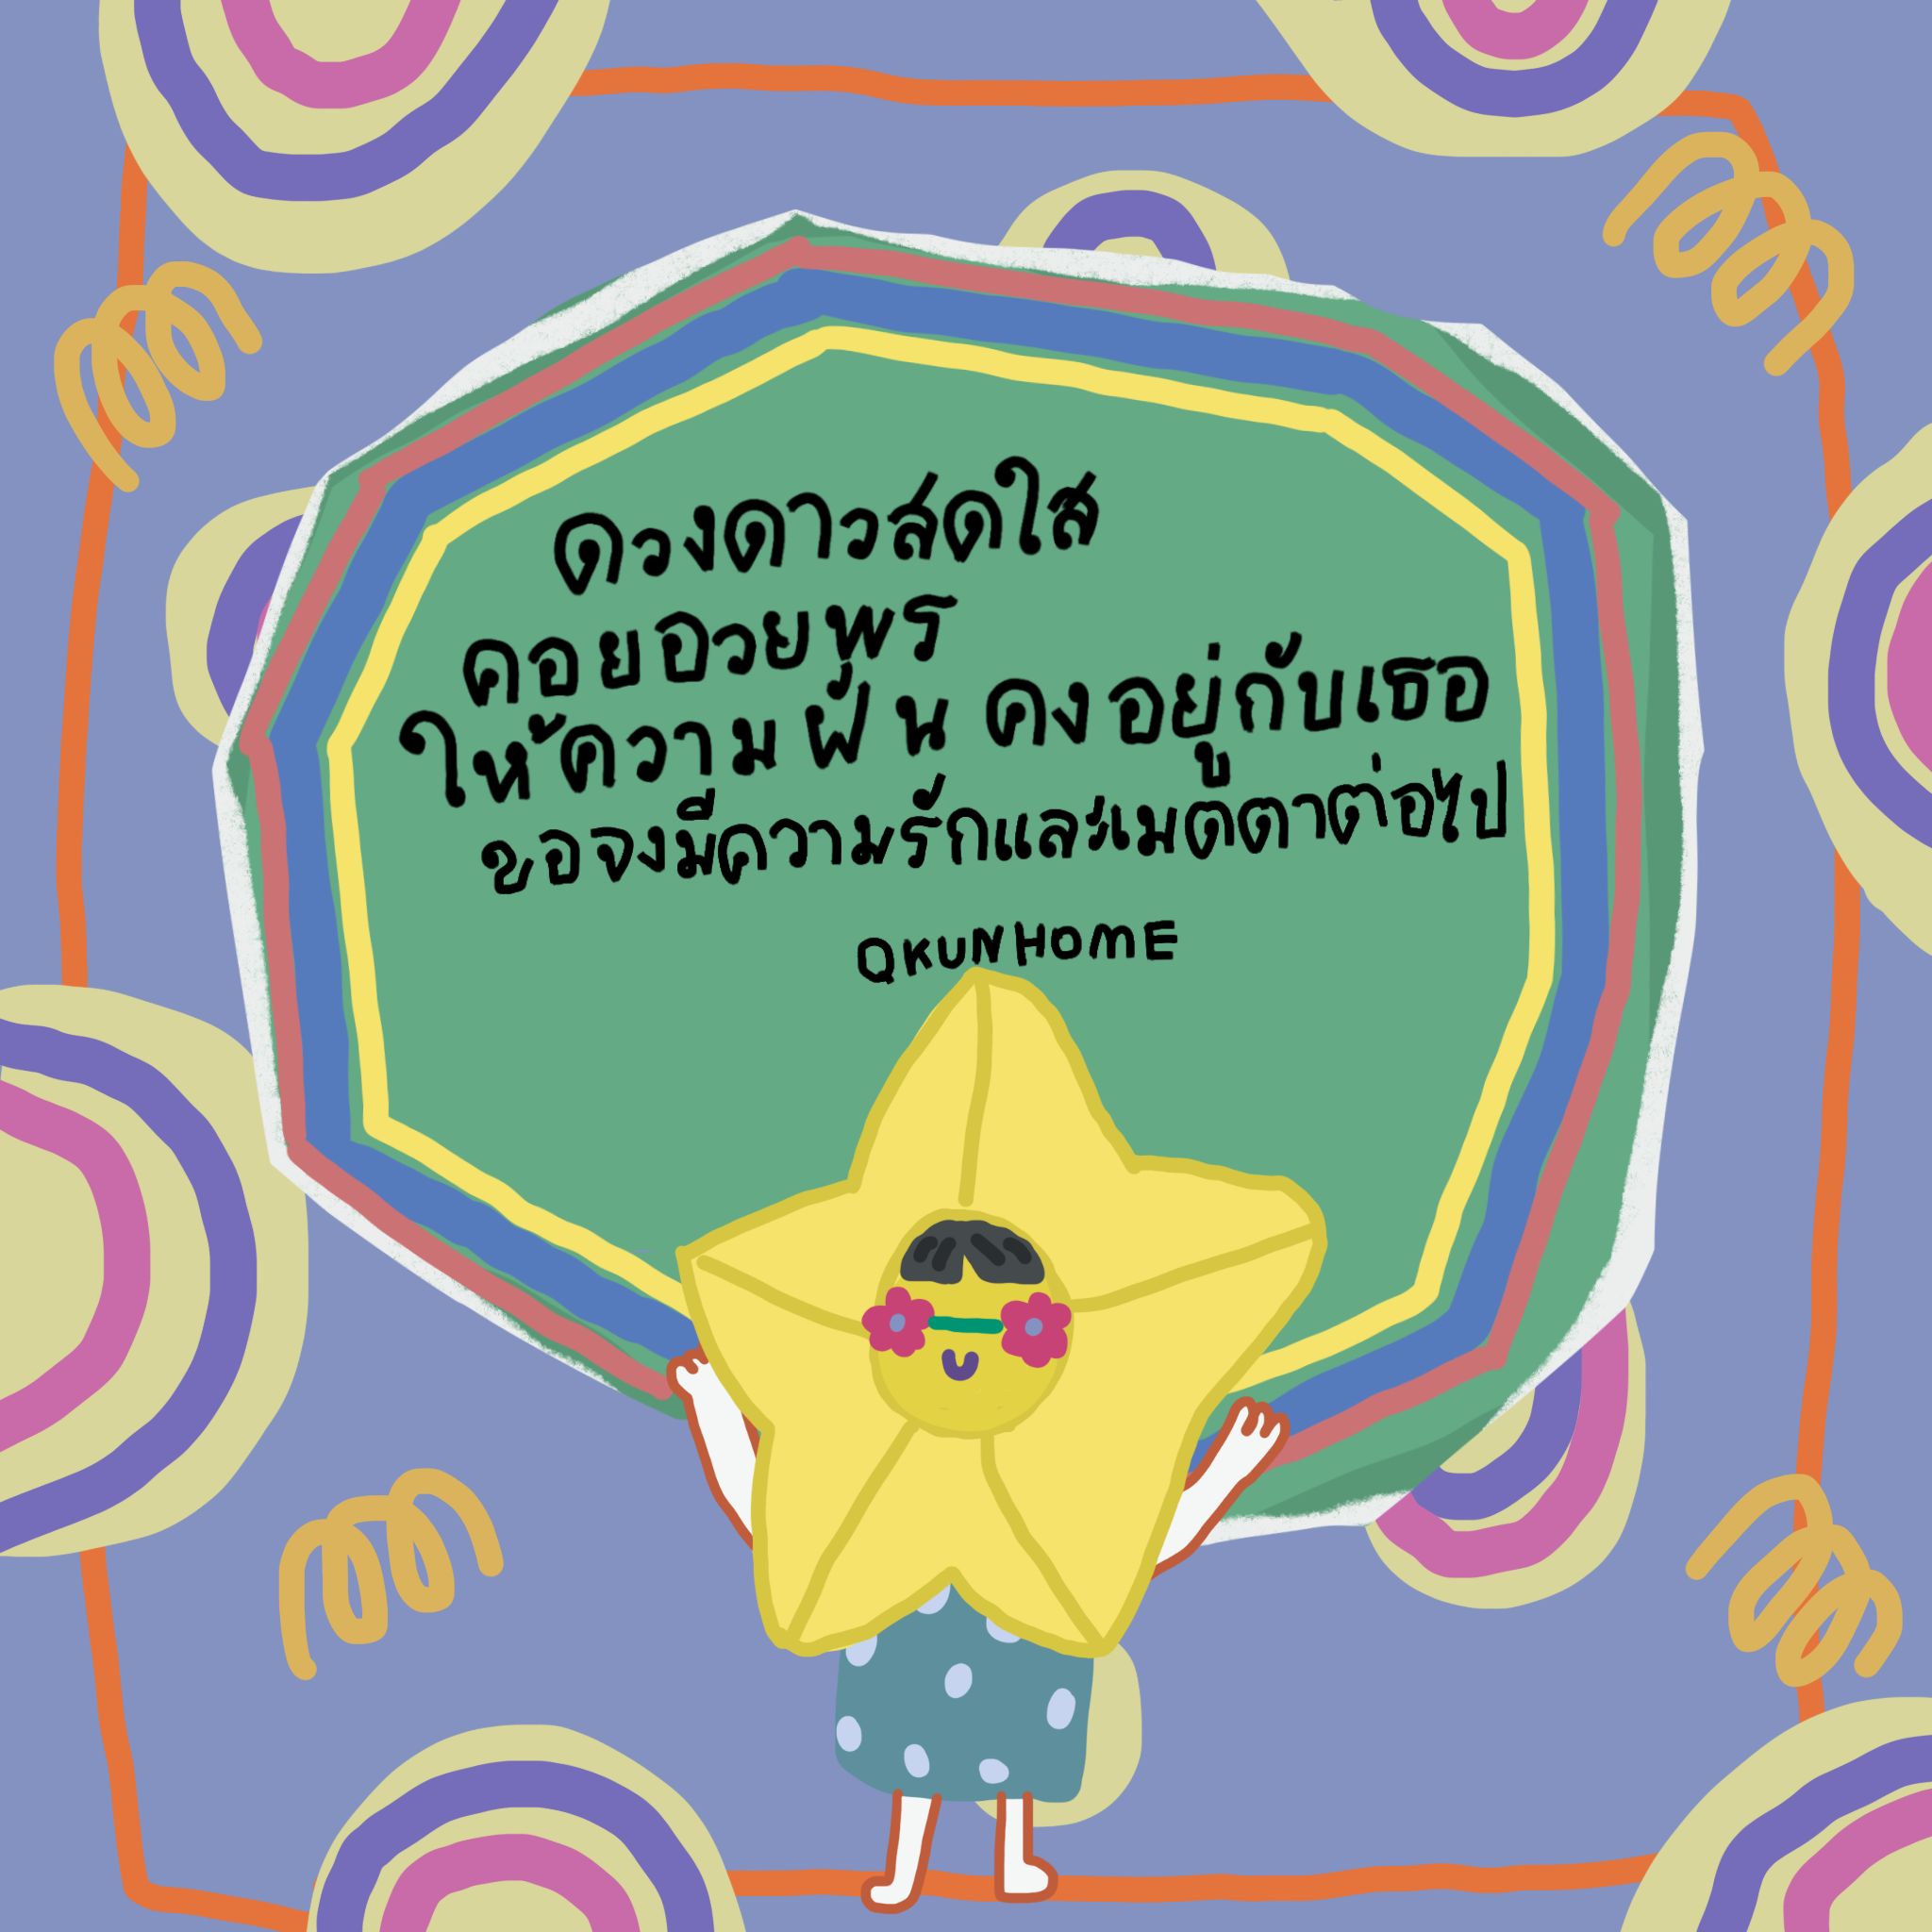 ดวงดาวสดใส
คอยอวยพร
ให้ความฝัน คงอยู่กับเธอ
ขอจงมีความรักและเมตตาต่อไป
QKUNHOME